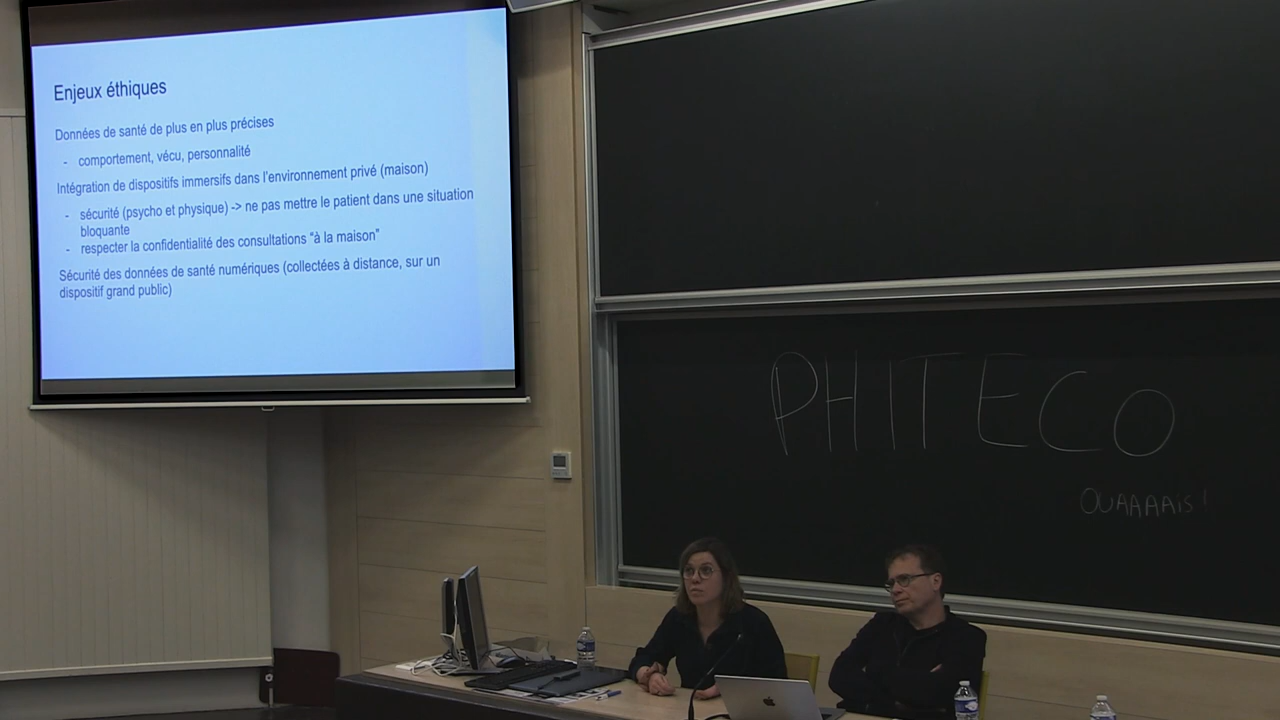 Enjeux éthiques
Données de santé de plus en plus précises
- comportement, vécu, personnalité
Intégration de dispositifs immersifs dans l'environnement privé (maison)
- sécurité (psycho et physique) -> ne pas mettre le patient dans une situation
bloquante
- respecter la confidentialité des consultations “à la maison”
Sécurité des données de santé numériques (collectées à distance, sur un
dispositif grand public)
PHITECO
OUAAAAis !